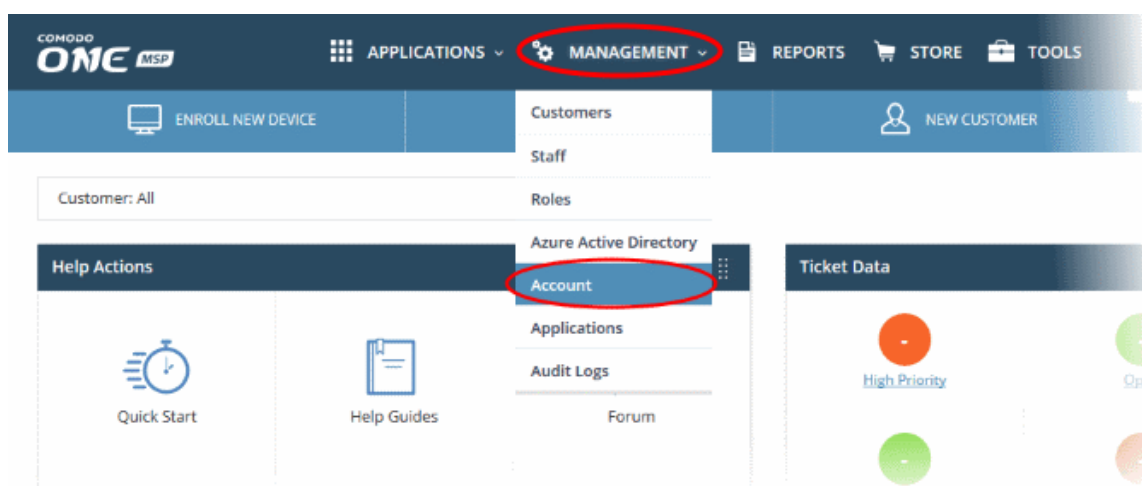 COMODO
ONE MSP
APPLICATIONS
MANAGEMENT
REPORTS
STORE
TOOLS
ENROLL NEW DEVICE
NEW CUSTOMER
Customers
Staff
Roles
Azure Active Directory
Account
Applications
Audit Logs
Customer: All
Help Actions
Quick Start
Help Guides
Forum
Ticket Data
-
High Priority
Op
-